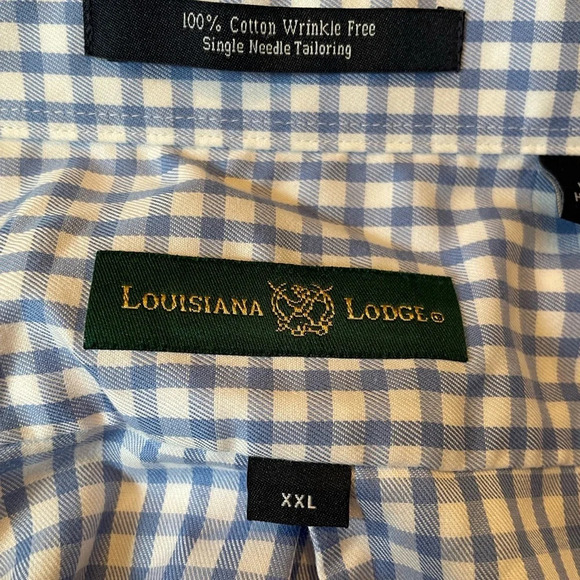 100% Cotton Wrinkle Free
Single Needle Tailoring
LOUISIANA LODGE
XXL